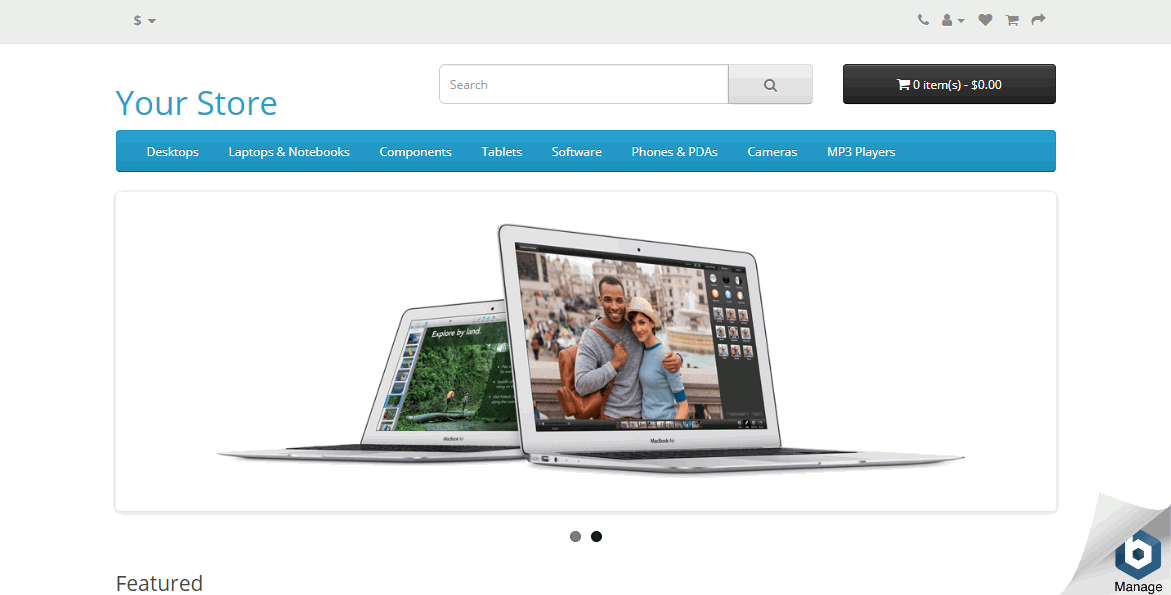 $
Search
0 item(s) - $0.00
Your Store
Desktops
Laptops & Notebooks
Components
Tablets
Software
Phones & PDAs
Cameras
MP3 Players
Explore by land.
MacBook Air
MacBook Air
Featured
Manage